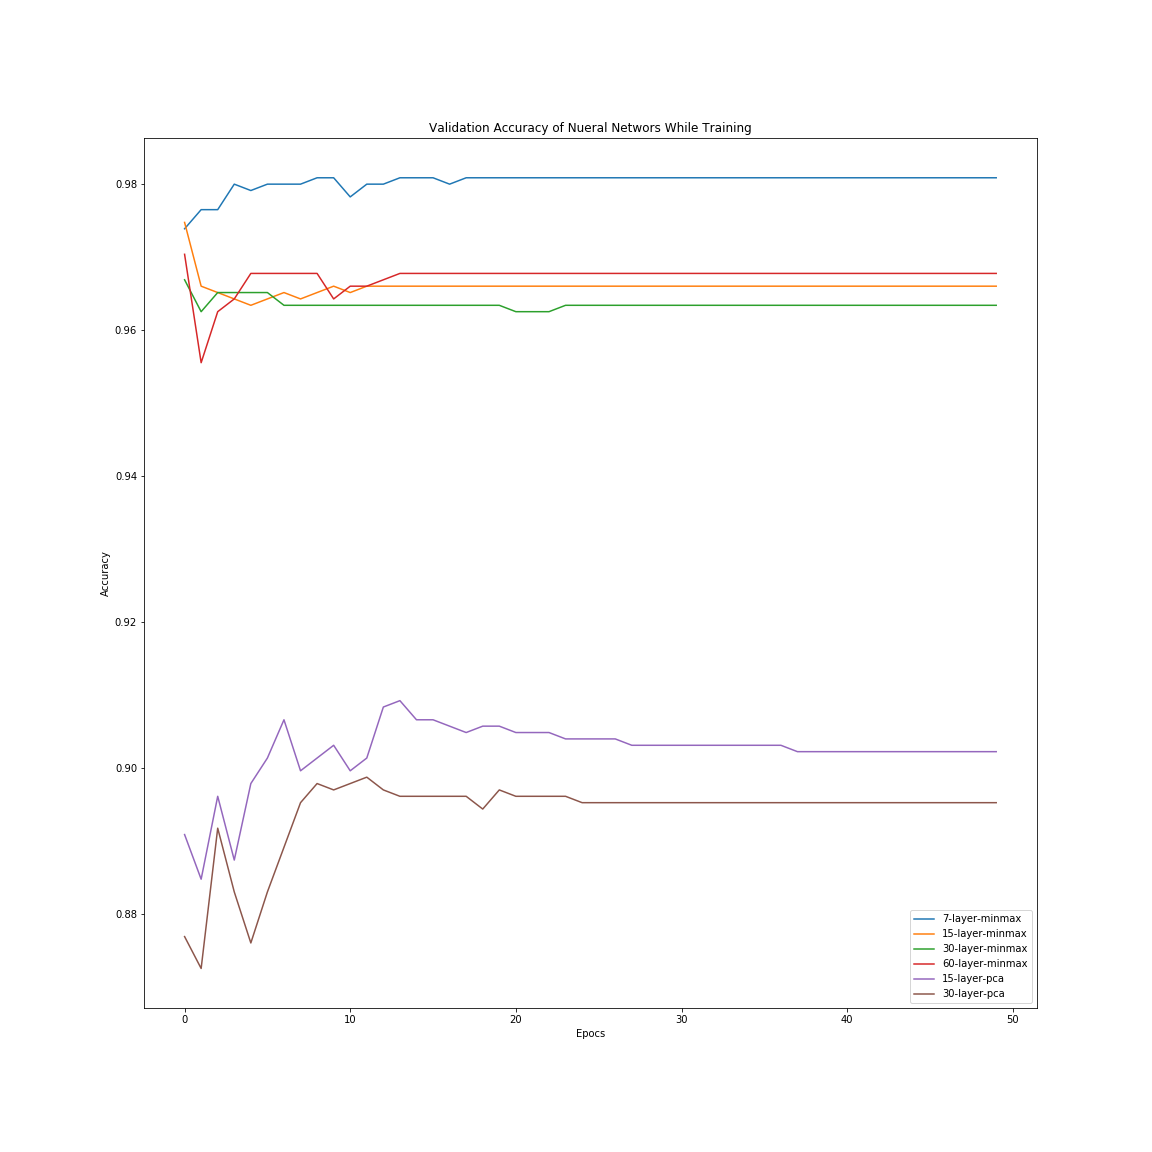 Validation Accuracy of Nueral Networs While Training
0.98
0.96
0.94
0.92
0.90
0.88
Accuracy
0 10 20 30 40 50
Epocs
7-layer-minmax
15-layer-minmax
30-layer-minmax
60-layer-minmax
15-layer-pca
30-layer-pca